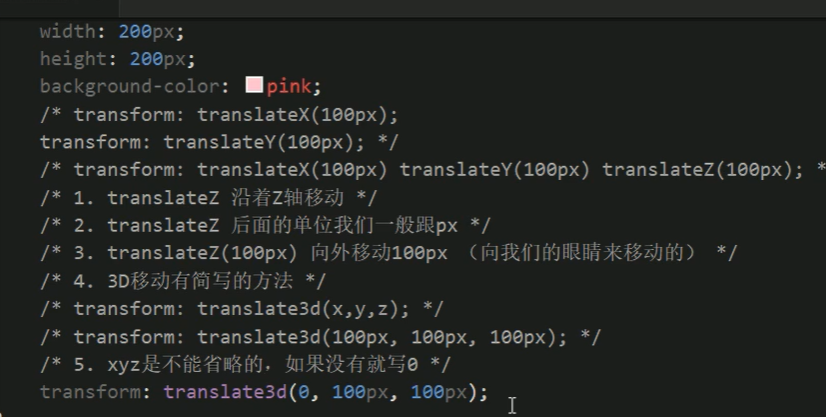 width: 200px;
height: 200px;
background-color: pink;
/* transform: translateX(100px);
transform: translateY(100px); */
/* transform: translateX(100px) translateY(100px) translateZ(100px); *
/* 1. translateZ 沿着Z轴移动 */
/* 2. translateZ 后面的单位我们一般跟px */
/* 3. translateZ(100px) 向外移动100px （向我们的眼睛来移动的） */
/* 4. 3D移动有简写的方法 */
/* transform: translate3d(x,y,z); */
/* transform: translate3d(100px, 100px, 100px); */
/* 5. xyz是不能省略的，如果没有就写0 */
transform: translate3d(0, 100px, 100px);